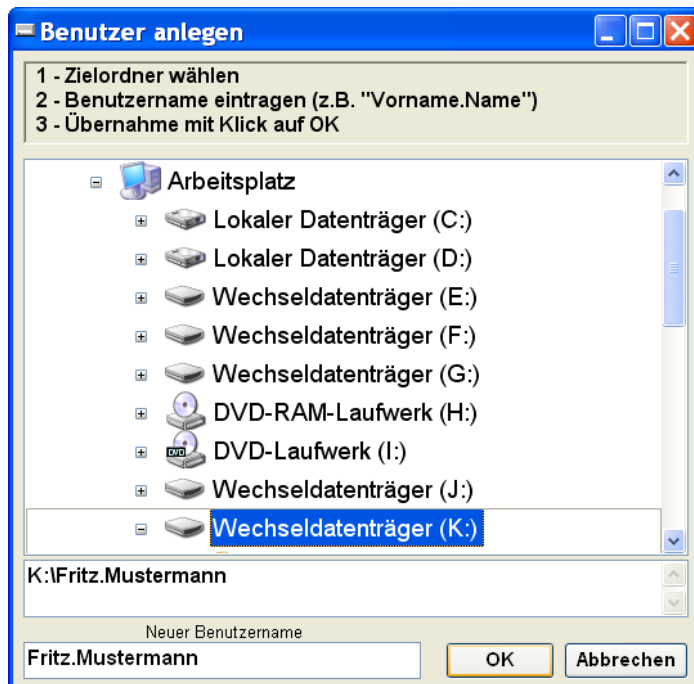 Benutzer anlegen
1 - Zielordner wählen
2 - Benutzername eintragen (z.B. "Vorname.Name")
3 - Übernahme mit Klick auf OK
Arbeitsplatz
Lokaler Datenträger (C:)
Lokaler Datenträger (D:)
Wechseldatenträger (E:)
Wechseldatenträger (F:)
Wechseldatenträger (G:)
DVD-RAM-Laufwerk (H:)
DVD-Laufwerk (I:)
Wechseldatenträger (J:)
Wechseldatenträger (K:)
K:\Fritz.Mustermann
Neuer Benutzername
Fritz.Mustermann
OK
Abbrechen